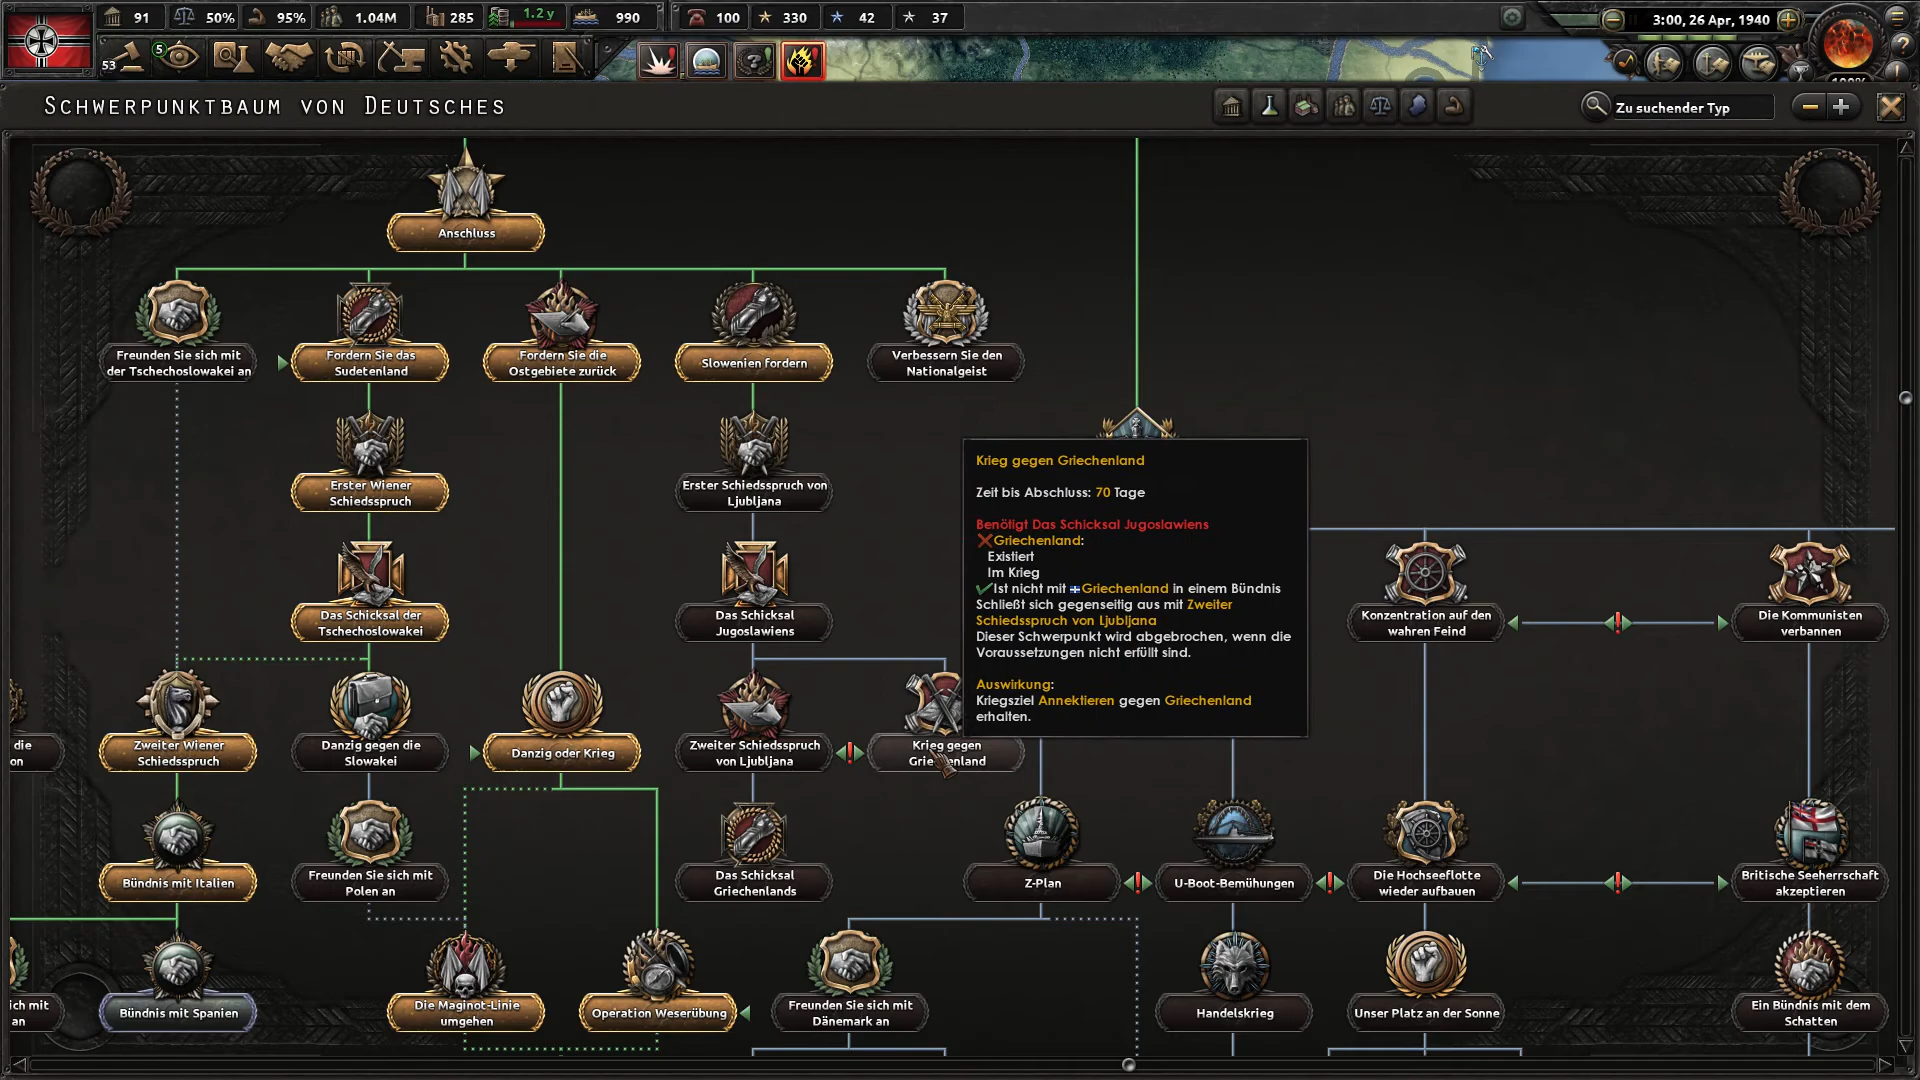 91
50%
95%
1.04M
285
1.2 y
990
100
330
42
37
3:00, 26 Apr, 1940
53
5
100%
Schwerpunktbaum von Deutsches
Zu suchender Typ
Anschluss
Freunden Sie sich mit
der Tschechoslowakei an
Fordern Sie das
Sudetenland
Fordern Sie die
Ostgebiete zurück
Slowenien fordern
Verbessern Sie den
Nationalgeist
Erster Wiener
Schiedsspruch
Erster Schiedsspruch von
Ljubljana
Krieg gegen Griechenland
Zeit bis Abschluss: 70 Tage
Benötigt Das Schicksal Jugoslawiens
Griechenland:
Existiert
Im Krieg
Ist nicht mit Griechenland in einem Bündnis
Schließt sich gegenseitig aus mit Zweiter
Schiedsspruch von Ljubljana
Dieser Schwerpunkt wird abgebrochen, wenn die
Voraussetzungen nicht erfüllt sind.
Auswirkung:
Kriegsziel Annektieren gegen Griechenland
erhalten.
Das Schicksal der
Tschechoslowakei
Das Schicksal
Jugoslawiens
Konzentration auf den
wahren Feind
Die Kommunisten
verbannen
die
on
Zweiter Wiener
Schiedsspruch
Danzig gegen die
Slowakei
Danzig oder Krieg
Zweiter Schiedsspruch
von Ljubljana
Krieg gegen
Griechenland
Bündnis mit Italien
Freunden Sie sich mit
Polen an
Das Schicksal
Griechenlands
Z-Plan
U-Boot-Bemühungen
Die Hochseeflotte
wieder aufbauen
Britische Seeherrschaft
akzeptieren
ich mit
an
Bündnis mit Spanien
Die Maginot-Linie
umgehen
Operation Weserübung
Freunden Sie sich mit
Dänemark an
Handelskrieg
Unser Platz an der Sonne
Ein Bündnis mit dem
Schatten